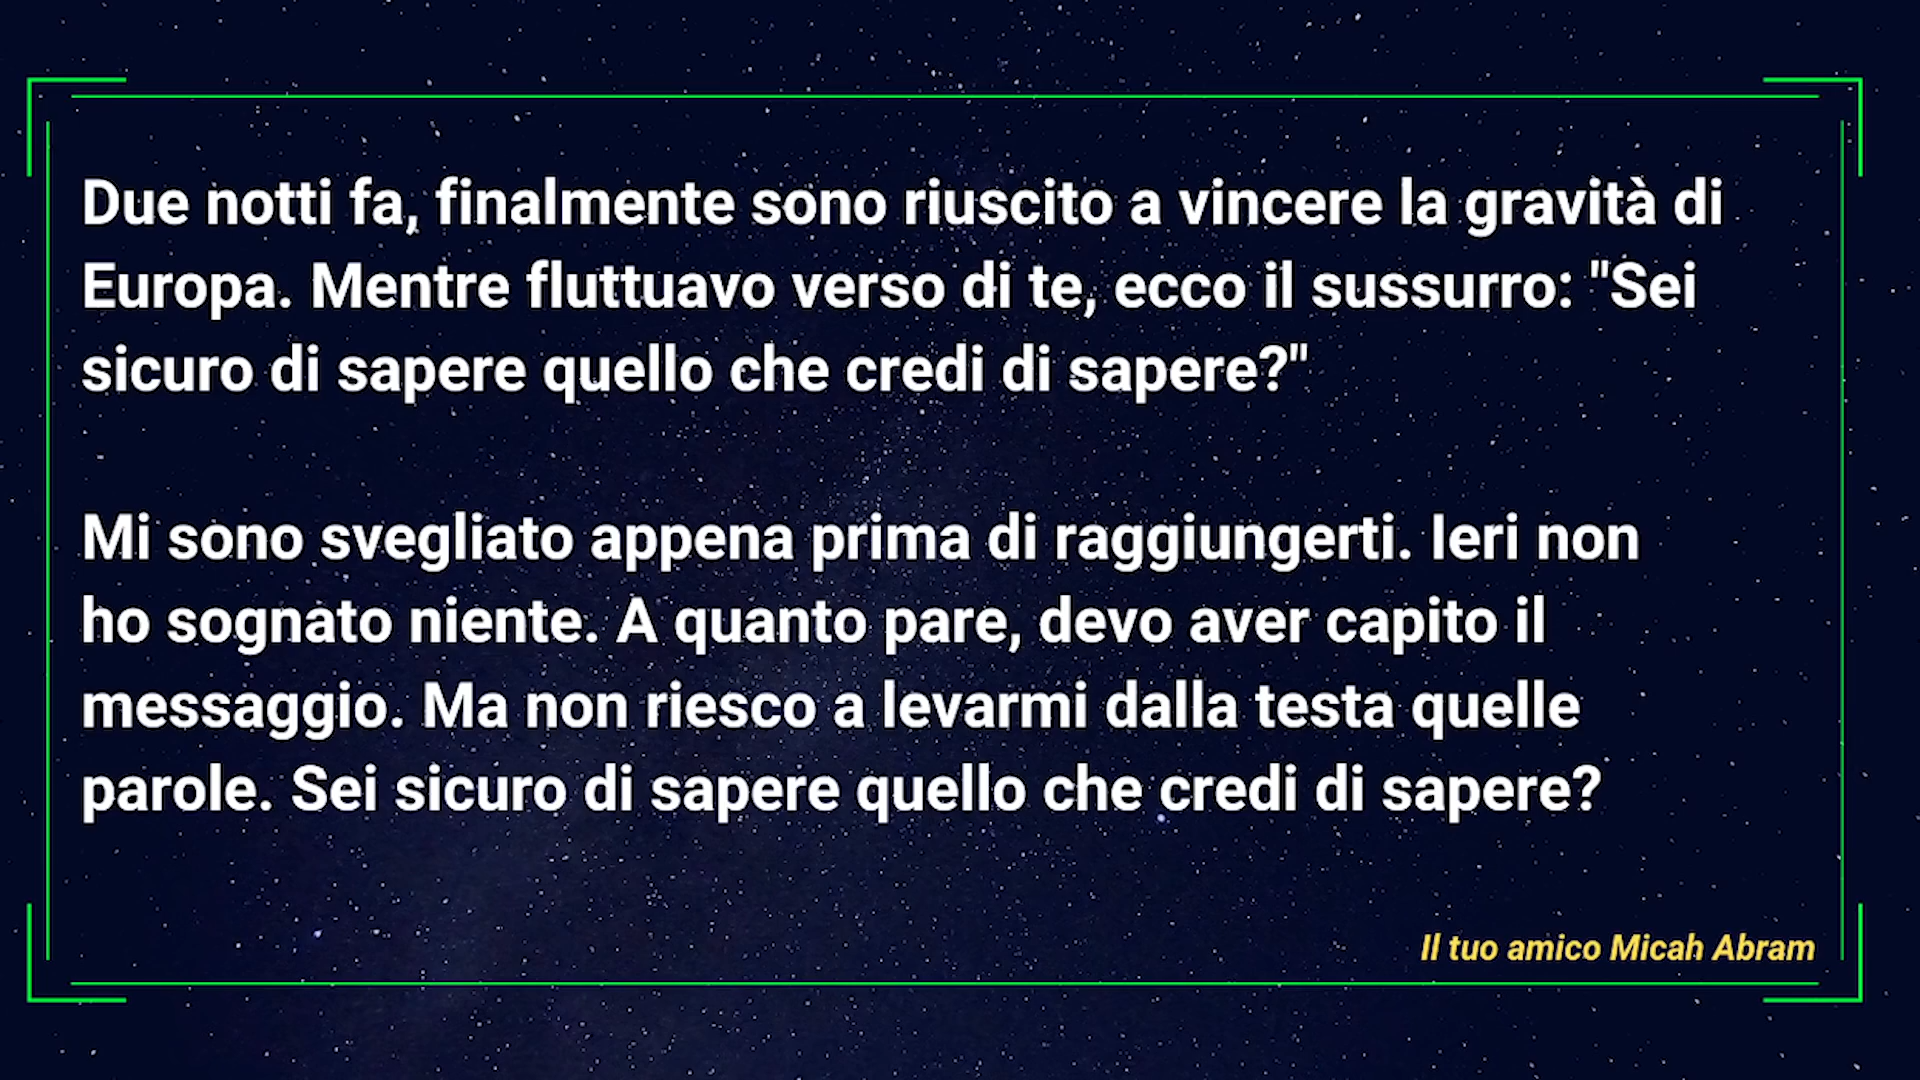 Due notti fa, finalmente sono riuscito a vincere la gravità di
Europa. Mentre fluttuavo verso di te, ecco il sussurro: "Sei
sicuro di sapere quello che credi di sapere?"
Mi sono svegliato appena prima di raggiungerti. Ieri non
ho sognato niente. A quanto pare, devo aver capito il
messaggio. Ma non riesco a levarmi dalla testa quelle
parole. Sei sicuro di sapere quello che credi di sapere?
Il tuo amico Micah Abram